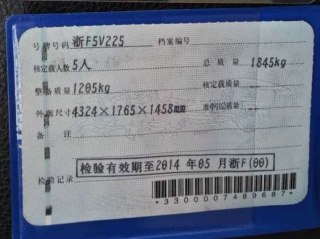 号牌号码 浙F5V225 档案编号
核定载人数 5人 总质量 1845kg
整备质量 1205kg 核定载质量
外廓尺寸 4324×1765×1458mm 准牵引总质量
备注
检验有效期至2014年05月浙F(00)
检验记录
*3300007489687*